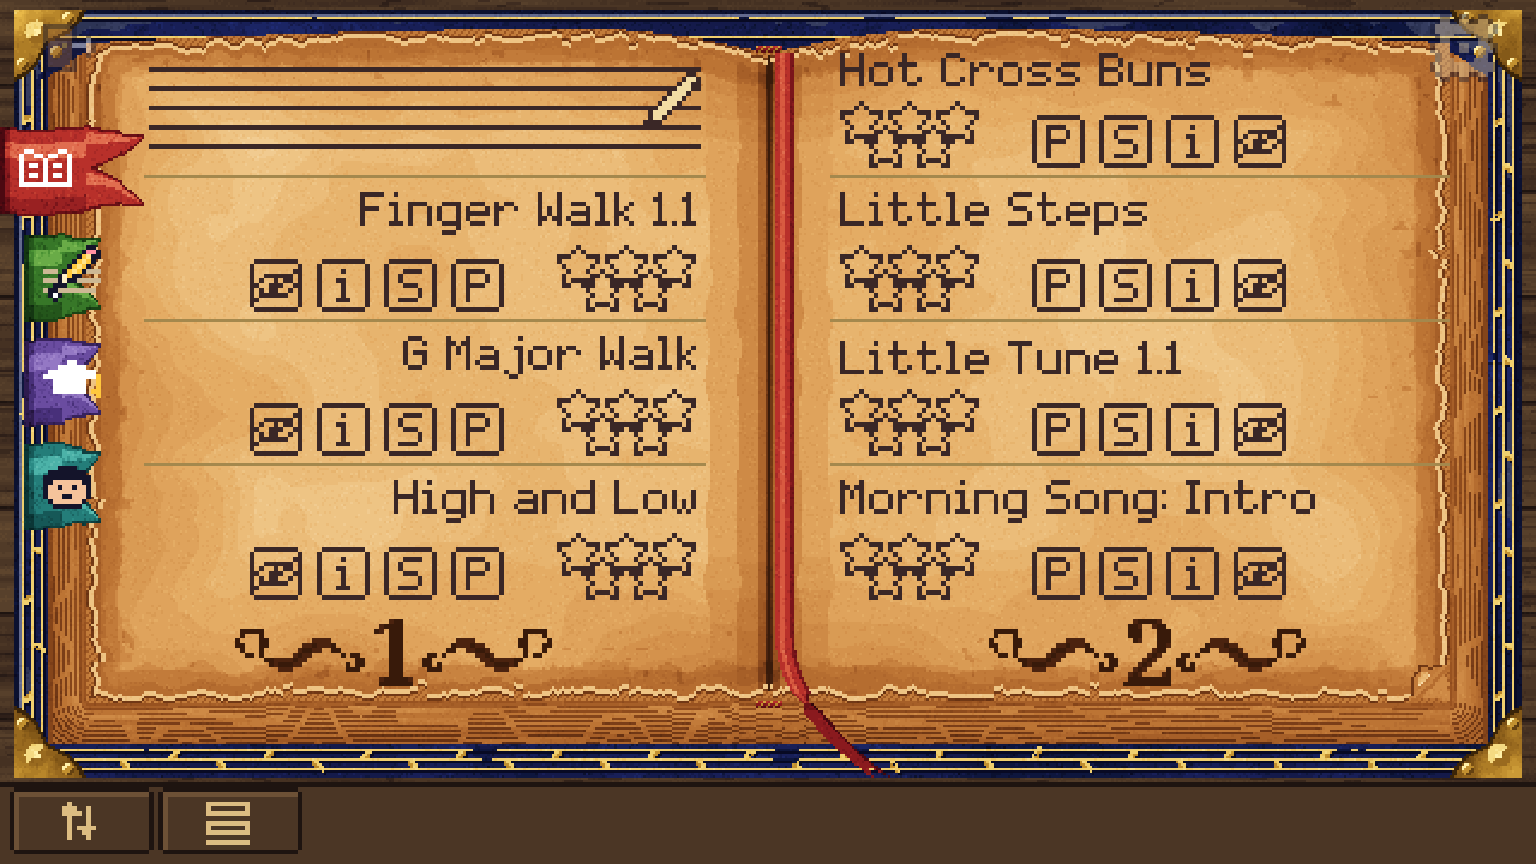 Finger Walk 1.1
i S P
G Major Walk
i S P
High and Low
i S P
1
Hot Cross Buns
P S i
Little Steps
P S i
Little Tune 1.1
P S i
Morning Song: Intro
P S i
2